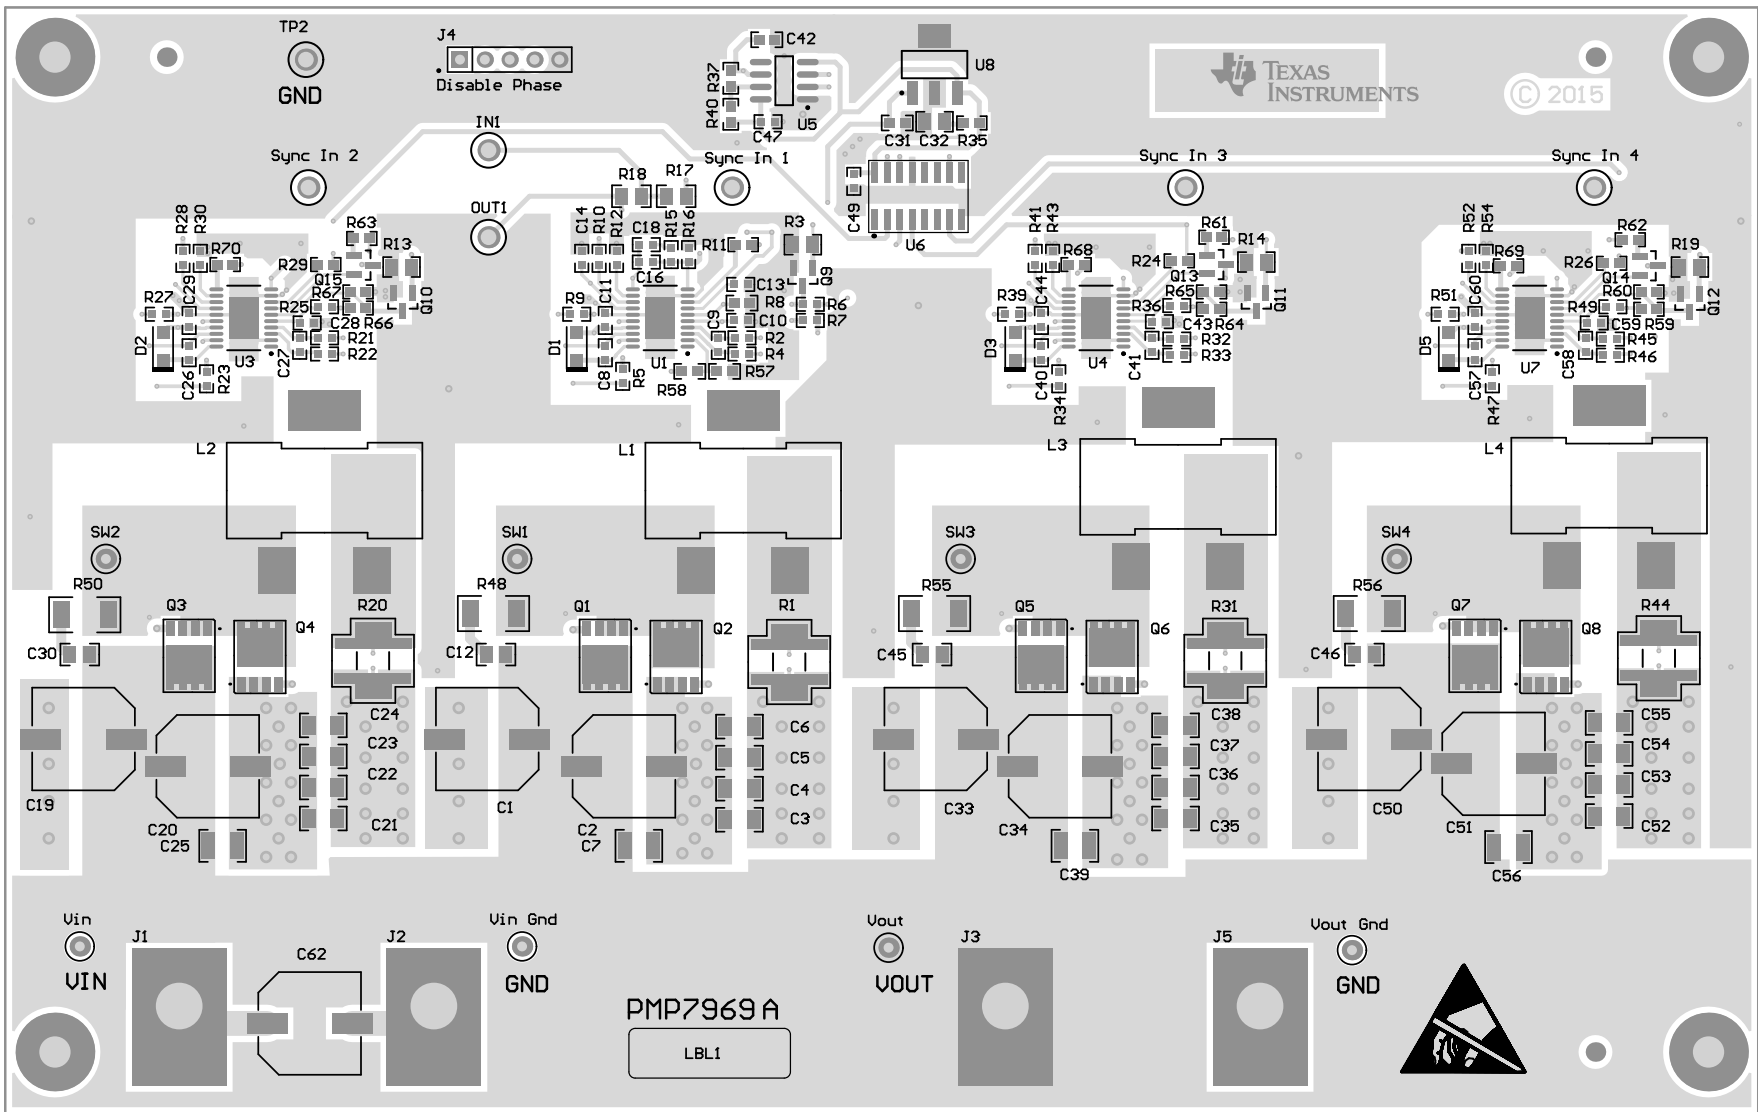 TP2
GND
J4
Disable Phase
C42
R37
R40
C47
U5
U8
C31
C32
R35
TEXAS
INSTRUMENTS
© 2015
IN1
OUT1
Sync In 2
Sync In 1
Sync In 3
Sync In 4
R18
R17
C49
U6
R28
R30
R70
R63
R13
R29
Q15
R67
Q10
R27
C29
R25
C28
R66
D2
U3
R21
R22
C27
C26
R23
C14
R10
R12
C18
C16
R15
R16
R11
R3
Q9
C13
R9
C11
R8
R6
R7
C10
C9
D1
U1
R2
R4
C8
R5
R58
R57
R41
R43
R68
R61
R14
R24
Q13
R65
Q11
R39
C44
R36
C43
R64
D3
U4
R32
R33
C41
C40
R34
R52
R54
R69
R62
R19
R26
Q14
R60
Q12
R51
C60
R49
C59
R59
D5
U7
R45
R46
C58
C57
R47
L2
L1
L3
L4
SW2
SW1
SW3
SW4
R50
Q3
Q4
R20
R48
Q1
Q2
R1
R55
Q5
Q6
R31
R56
Q7
Q8
R44
C30
C12
C45
C46
C24
C23
C22
C21
C19
C20
C25
C6
C5
C4
C3
C1
C2
C7
C38
C37
C36
C35
C33
C34
C39
C55
C54
C53
C52
C50
C51
C56
Vin
VIN
J1
C62
J2
Vin Gnd
GND
PMP7969A
LBL1
Vout
VOUT
J3
J5
Vout Gnd
GND